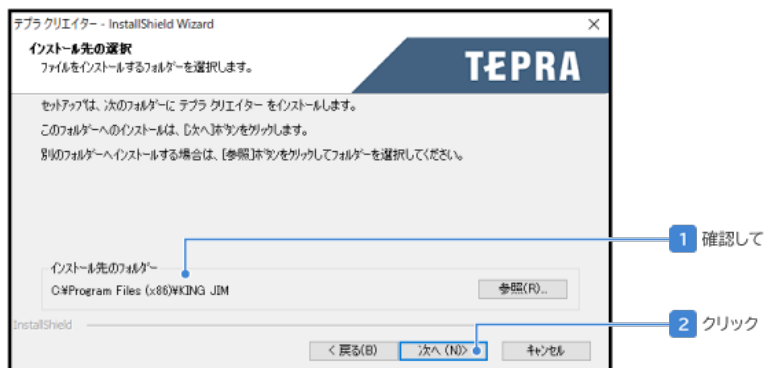 テプラ クリエイター - InstallShield Wizard
インストール先の選択
ファイルをインストールするフォルダーを選択します。
TEPRA
セットアップは、次のフォルダーに テプラ クリエイター をインストールします。
このフォルダーへのインストールは、[次へ]ボタンをクリックします。
別のフォルダーへインストールする場合は、[参照]ボタンをクリックしてフォルダーを選択してください。
1 確認して
インストール先のフォルダー
C:¥Program Files (x86)¥KING JIM
参照(R)...
InstallShield
2 クリック
< 戻る(B)
次へ (N)>
キャンセル